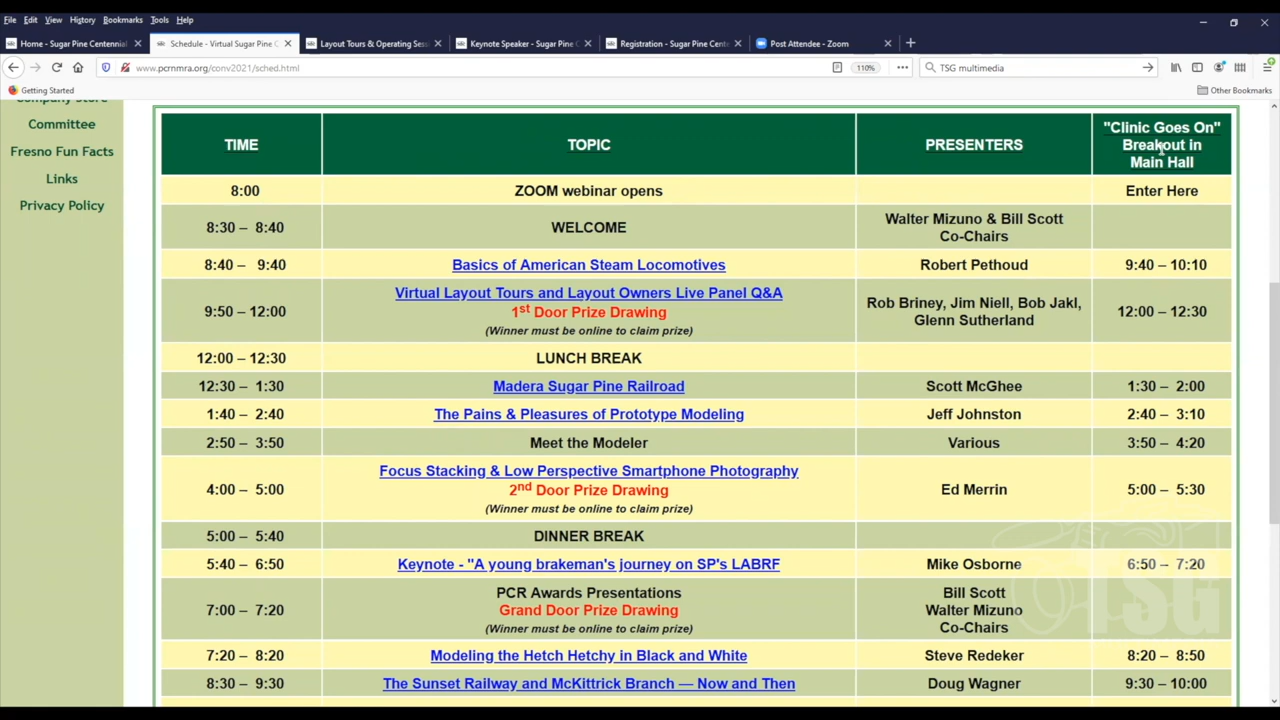 File Edit View History Bookmarks Tools Help
Home - Sugar Pine Centennial
Schedule - Virtual Sugar Pine C
Layout Tours & Operating Sess
Keynote Speaker - Sugar Pine C
Registration - Sugar Pine Cente
Post Attendee - Zoom
www.pcrnmra.org/conv2021/sched.html
110%
TSG multimedia
Getting Started
Other Bookmarks
Company Store
Committee
Fresno Fun Facts
Links
Privacy Policy
TIME TOPIC PRESENTERS "Clinic Goes On"
Breakout in
Main Hall
8:00 ZOOM webinar opens Enter Here
8:30 – 8:40 WELCOME Walter Mizuno & Bill Scott
Co-Chairs
8:40 – 9:40 Basics of American Steam Locomotives Robert Pethoud 9:40 – 10:10
9:50 – 12:00 Virtual Layout Tours and Layout Owners Live Panel Q&A
1st Door Prize Drawing
(Winner must be online to claim prize)
Rob Briney, Jim Niell, Bob Jakl,
Glenn Sutherland
12:00 – 12:30
12:00 – 12:30 LUNCH BREAK
12:30 – 1:30 Madera Sugar Pine Railroad Scott McGhee 1:30 – 2:00
1:40 – 2:40 The Pains & Pleasures of Prototype Modeling Jeff Johnston 2:40 – 3:10
2:50 – 3:50 Meet the Modeler Various 3:50 – 4:20
4:00 – 5:00 Focus Stacking & Low Perspective Smartphone Photography
2nd Door Prize Drawing
(Winner must be online to claim prize)
Ed Merrin 5:00 – 5:30
5:00 – 5:40 DINNER BREAK
5:40 – 6:50 Keynote - "A young brakeman's journey on SP's LABRF Mike Osborne 6:50 – 7:20
7:00 – 7:20 PCR Awards Presentations
Grand Door Prize Drawing
(Winner must be online to claim prize)
Bill Scott
Walter Mizuno
Co-Chairs
TSG
7:20 – 8:20 Modeling the Hetch Hetchy in Black and White Steve Redeker 8:20 – 8:50
8:30 – 9:30 The Sunset Railway and McKittrick Branch — Now and Then Doug Wagner 9:30 – 10:00